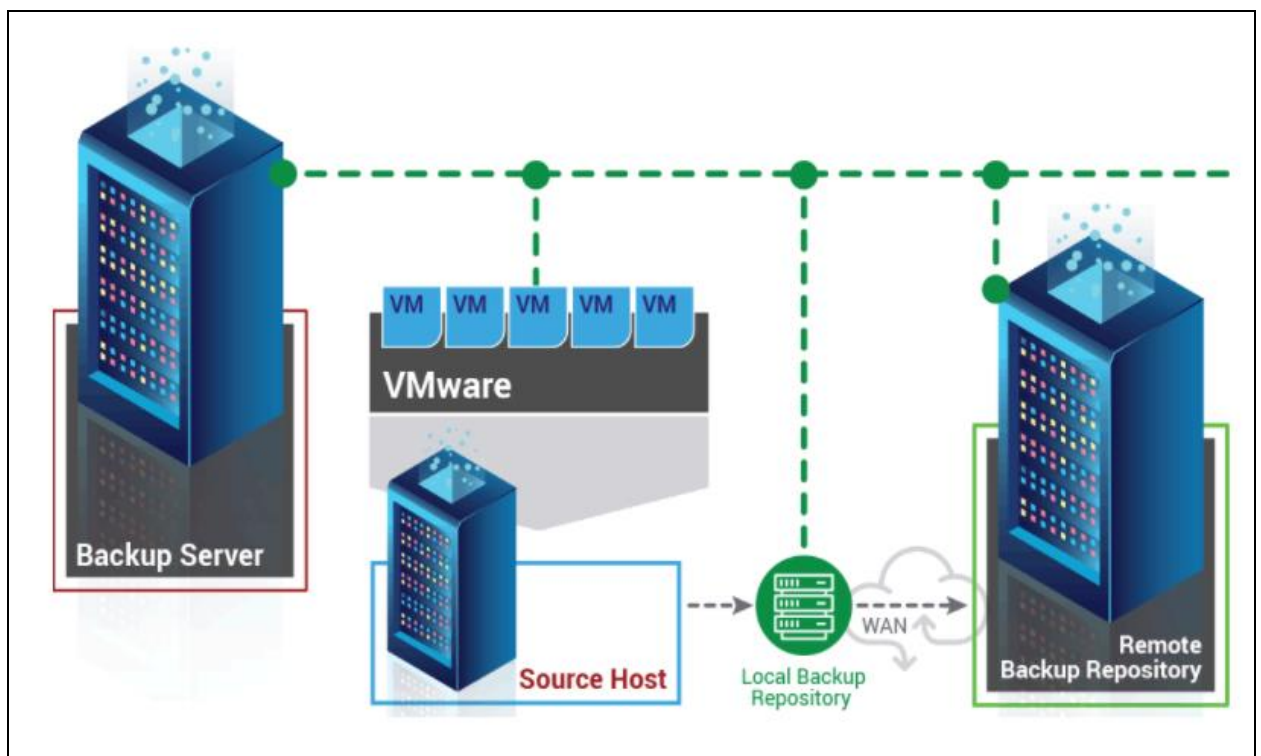 VM VM VM VM VM
VMware
Backup Server
Source Host
Local Backup
Repository
WAN
Remote
Backup Repository